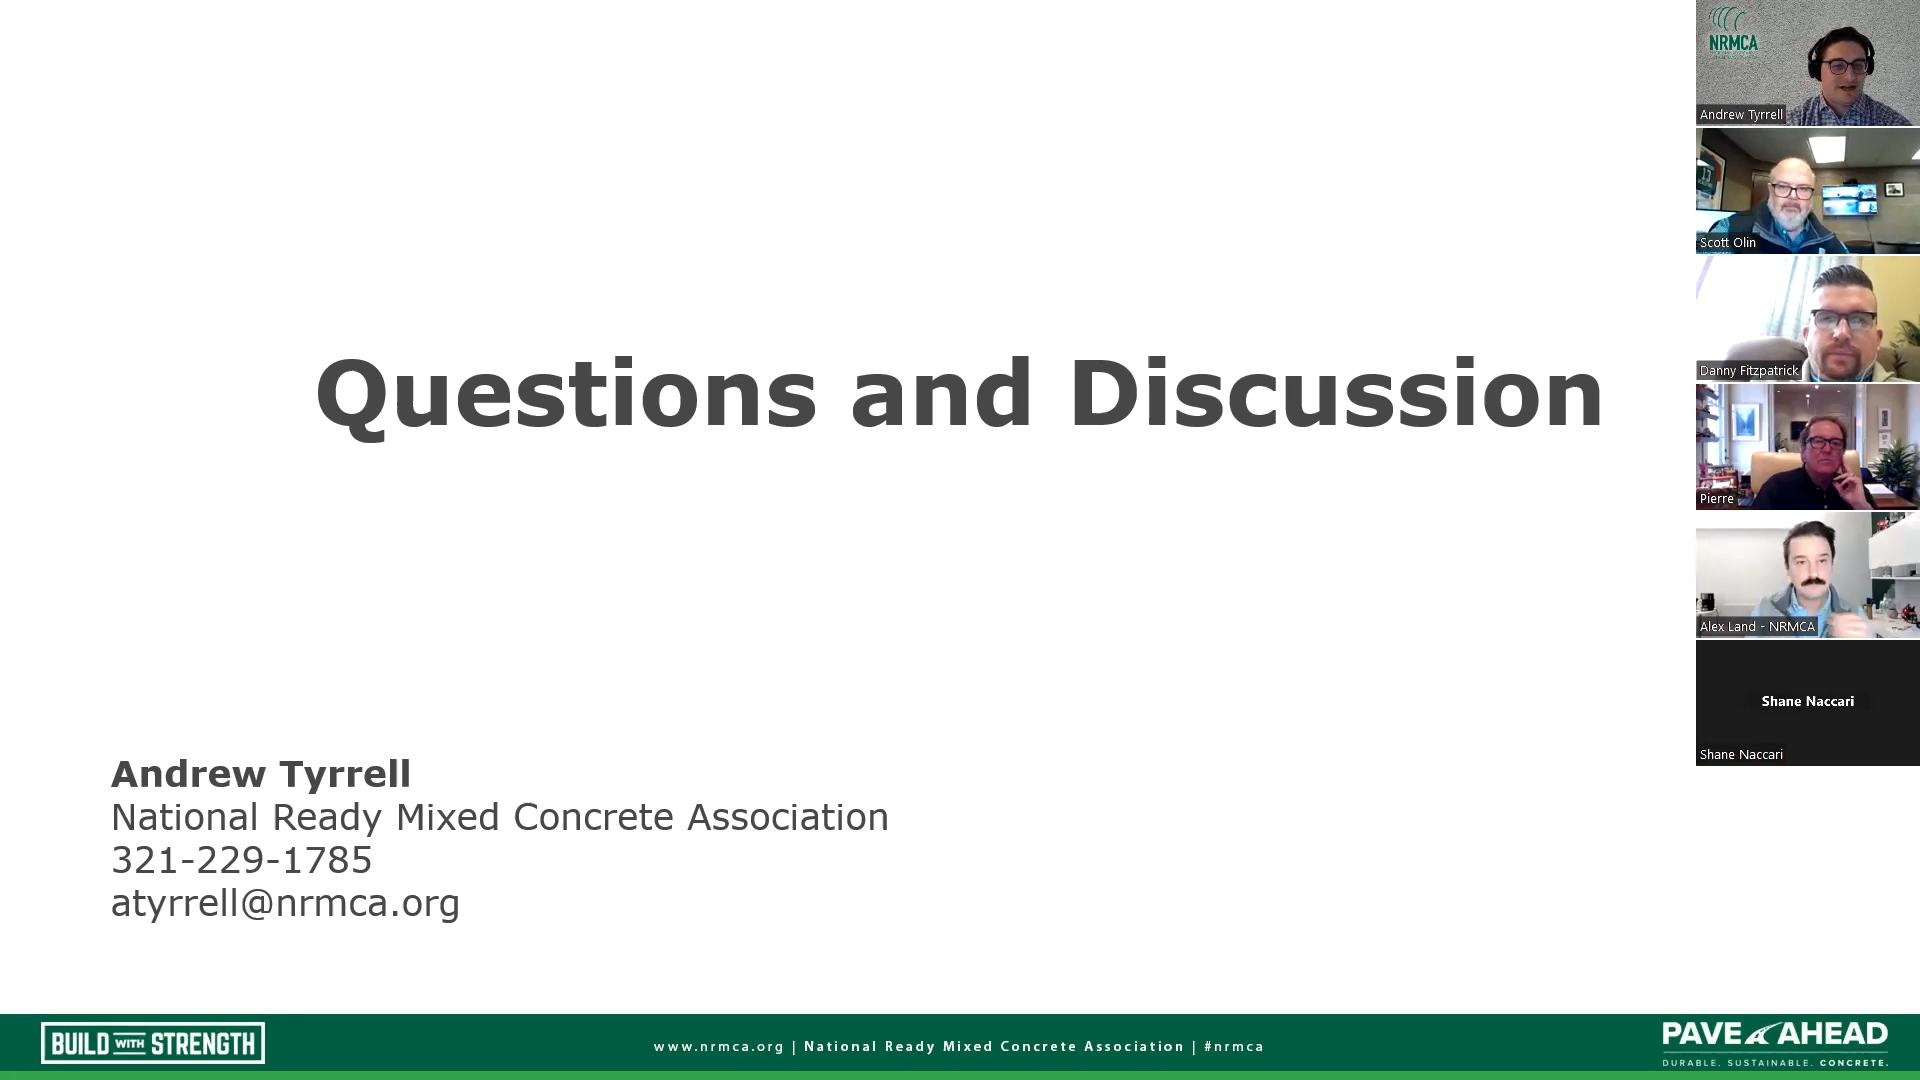 Questions and Discussion
Andrew Tyrrell
National Ready Mixed Concrete Association
321-229-1785
atyrrell@nrmca.org
BUILD WITH STRENGTH
www.nrmca.org | National Ready Mixed Concrete Association | #nrmca
PAVE AHEAD
DURABLE. SUSTAINABLE. CONCRETE.
NRMCA
Andrew Tyrrell
Scott Olin
13
Danny Fitzpatrick
Pierre
Alex Land - NRMCA
Shane Naccari
Shane Naccari